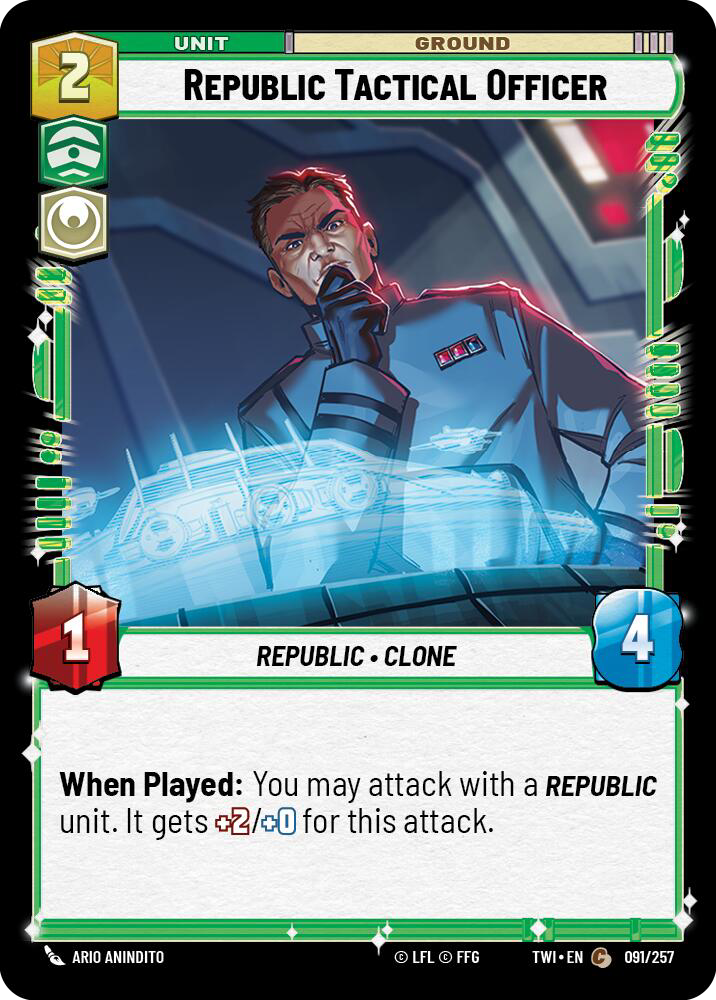 UNIT GROUND
2 REPUBLIC TACTICAL OFFICER
1 REPUBLIC • CLONE 4
When Played: You may attack with a REPUBLIC
unit. It gets +2/+0 for this attack.
ARIO ANINDITO © LFL © FFG TWI • EN C 091/257